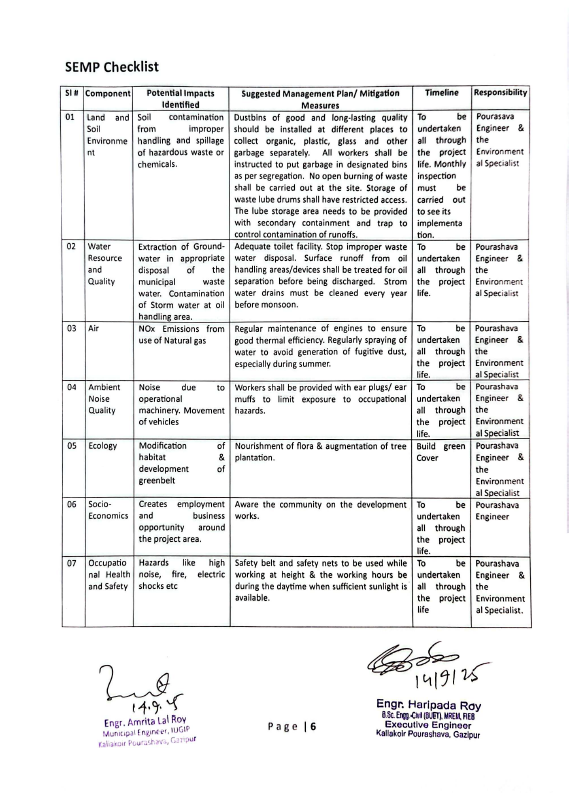 SEMP Checklist
Sl # Component Potential Impacts Identified Suggested Management Plan/ Mitigation Measures Timeline Responsibility
01
Land and
Soil
Environme
nt
Soil contamination
from improper
handling and spillage
of hazardous waste or
chemicals.
Dustbins of good and long-lasting quality
should be installed at different places to
collect organic, plastic, glass and other
garbage separately. All workers shall be
instructed to put garbage in designated bins
as per segregation. No open burning of waste
shall be carried out at the site. Storage of
waste lube drums shall have restricted access.
The lube storage area needs to be provided
with secondary containment and trap to
control contamination of runoffs.
To be
undertaken
all through
the project
life. Monthly
inspection
must be
carried out
to see its
implementa
tion.
Pourasava
Engineer &
the
Environment
al Specialist
02
Water
Resource
and
Quality
Extraction of Ground-
water in appropriate
disposal of the
municipal waste
water. Contamination
of Storm water at oil
handling area.
Adequate toilet facility. Stop improper waste
water disposal. Surface runoff from oil
handling areas/devices shall be treated for oil
separation before being discharged. Strom
water drains must be cleaned every year
before monsoon.
To be
undertaken
all through
the project
life.
Pourashava
Engineer &
the
Environment
al Specialist
03
Air
NOx Emissions from
use of Natural gas
Regular maintenance of engines to ensure
good thermal efficiency. Regularly spraying of
water to avoid generation of fugitive dust,
especially during summer.
To be
undertaken
all through
the project
life.
Pourashava
Engineer &
the
Environment
al Specialist
04
Ambient
Noise
Quality
Noise due to
operational
machinery. Movement
of vehicles
Workers shall be provided with ear plugs/ ear
muffs to limit exposure to occupational
hazards.
To be
undertaken
all through
the project
life.
Pourashava
Engineer &
the
Environment
al Specialist
05
Ecology
Modification of
habitat &
development of
greenbelt
Nourishment of flora & augmentation of tree
plantation.
Build green
Cover
Pourashava
Engineer &
the
Environment
al Specialist
06
Socio-
Economics
Creates employment
and business
opportunity around
the project area.
Aware the community on the development
works.
To be
undertaken
all through
the project
life.
Pourashava
Engineer
07
Occupatio
nal Health
and Safety
Hazards like high
noise, fire, electric
shocks etc
Safety belt and safety nets to be used while
working at height & the working hours be
during the daytime when sufficient sunlight is
available.
To be
undertaken
all through
the project
life
Pourashava
Engineer &
the
Environment
al Specialist.
14.9.25
Engr. Amrita Lal Roy
Municipal Engineer, IUGIP
Kaliakoir Pourashava, Gazipur
Page | 6
14/9/25
Engr. Haripada Roy
B.Sc. Engg.-Civil (BUET), MREM, FIEB
Executive Engineer
Kaliakoir Pourashava, Gazipur